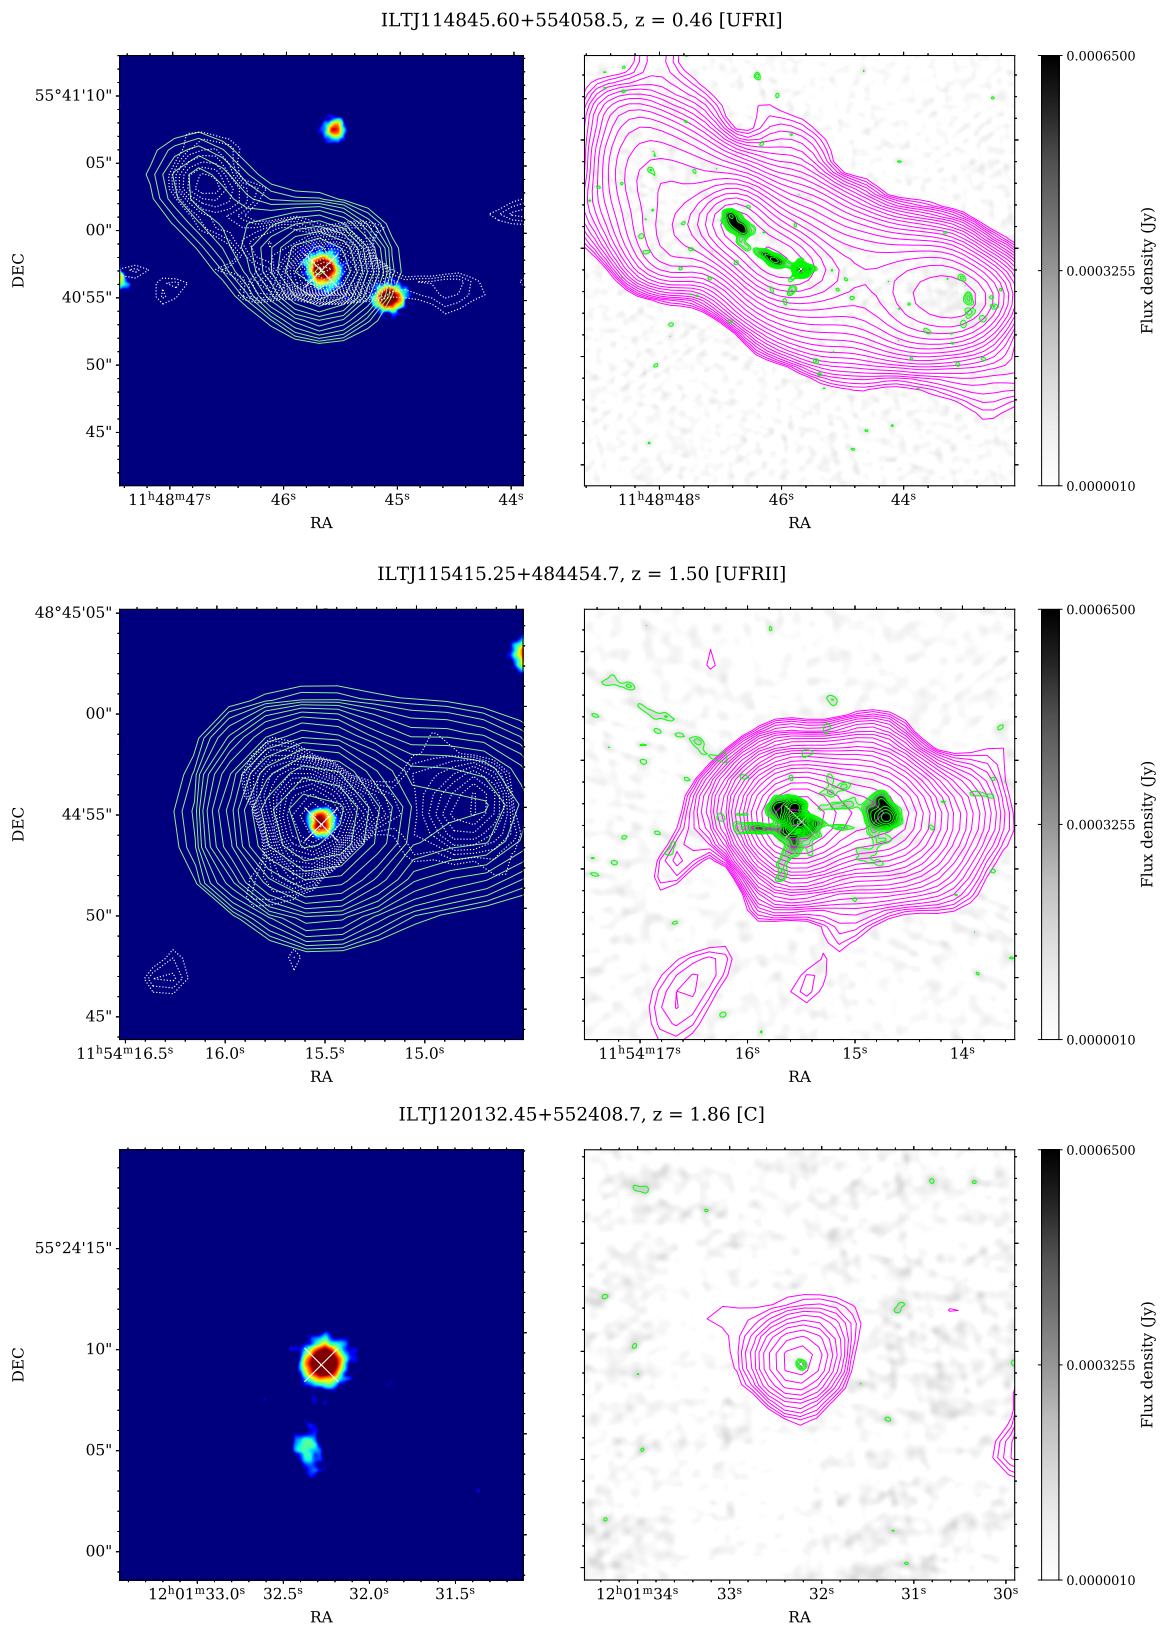 ILTJ114845.60+554058.5, z = 0.46 [UFRI]
55°41'10"
05"
00"
40'55"
50"
45"
DEC
11ʰ48ᵐ47ˢ 46ˢ 45ˢ 44ˢ
RA
11ʰ48ᵐ48ˢ 46ˢ 44ˢ
RA
0.0006500
0.0003255
0.0000010
Flux density (Jy)
ILTJ115415.25+484454.7, z = 1.50 [UFRII]
48°45'05"
00"
44'55"
50"
45"
DEC
11ʰ54ᵐ16.5ˢ 16.0ˢ 15.5ˢ 15.0ˢ
RA
11ʰ54ᵐ17ˢ 16ˢ 15ˢ 14ˢ
RA
0.0006500
0.0003255
0.0000010
Flux density (Jy)
ILTJ120132.45+552408.7, z = 1.86 [C]
55°24'15"
10"
05"
00"
DEC
12ʰ01ᵐ33.0ˢ 32.5ˢ 32.0ˢ 31.5ˢ
RA
12ʰ01ᵐ34ˢ 33ˢ 32ˢ 31ˢ 30ˢ
RA
0.0006500
0.0003255
0.0000010
Flux density (Jy)